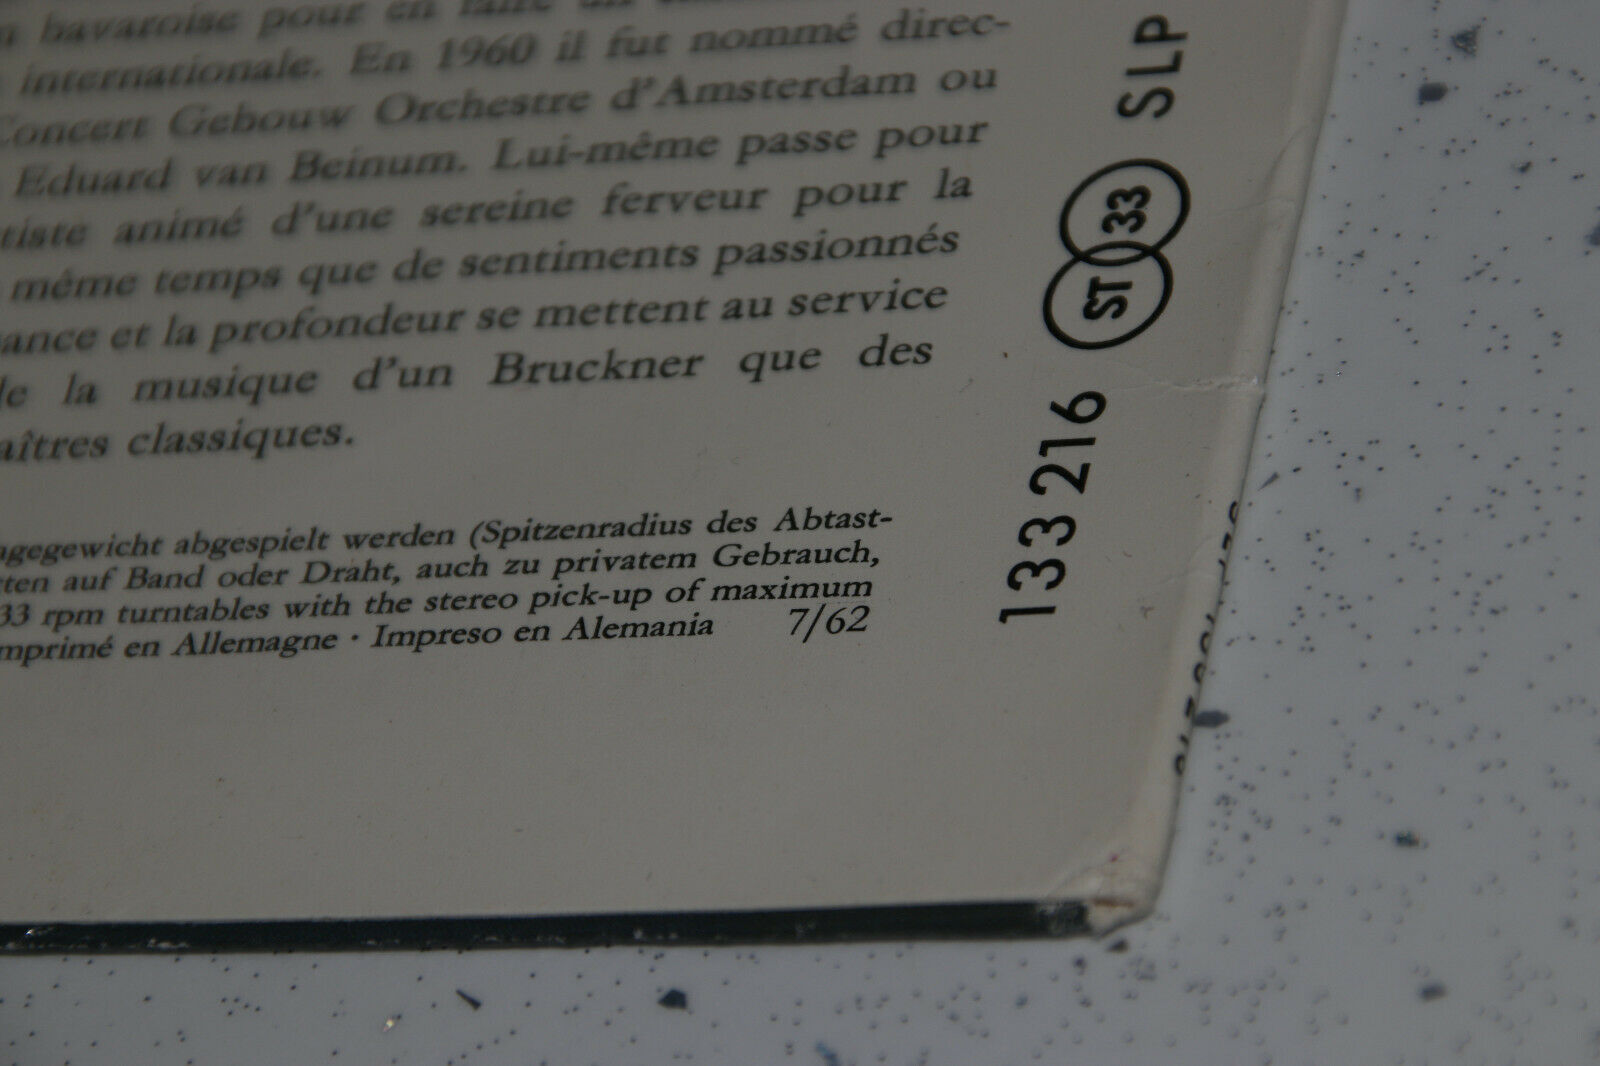 bavaroise pour en faire un
internationale. En 1960 il fut nommé direc-
Concert Gebouw Orchestre d'Amsterdam ou
Eduard van Beinum. Lui-même passe pour
tiste animé d'une sereine ferveur pour la
même temps que de sentiments passionnés
ance et la profondeur se mettent au service
de la musique d'un Bruckner que des
aîtres classiques.
ngegewicht abgespielt werden (Spitzenradius des Abtast-
ten auf Band oder Draht, auch zu privatem Gebrauch,
33 rpm turntables with the stereo pick-up of maximum
mprimé en Allemagne · Impreso en Alemania 7/62
133 216 ST 33 SLP